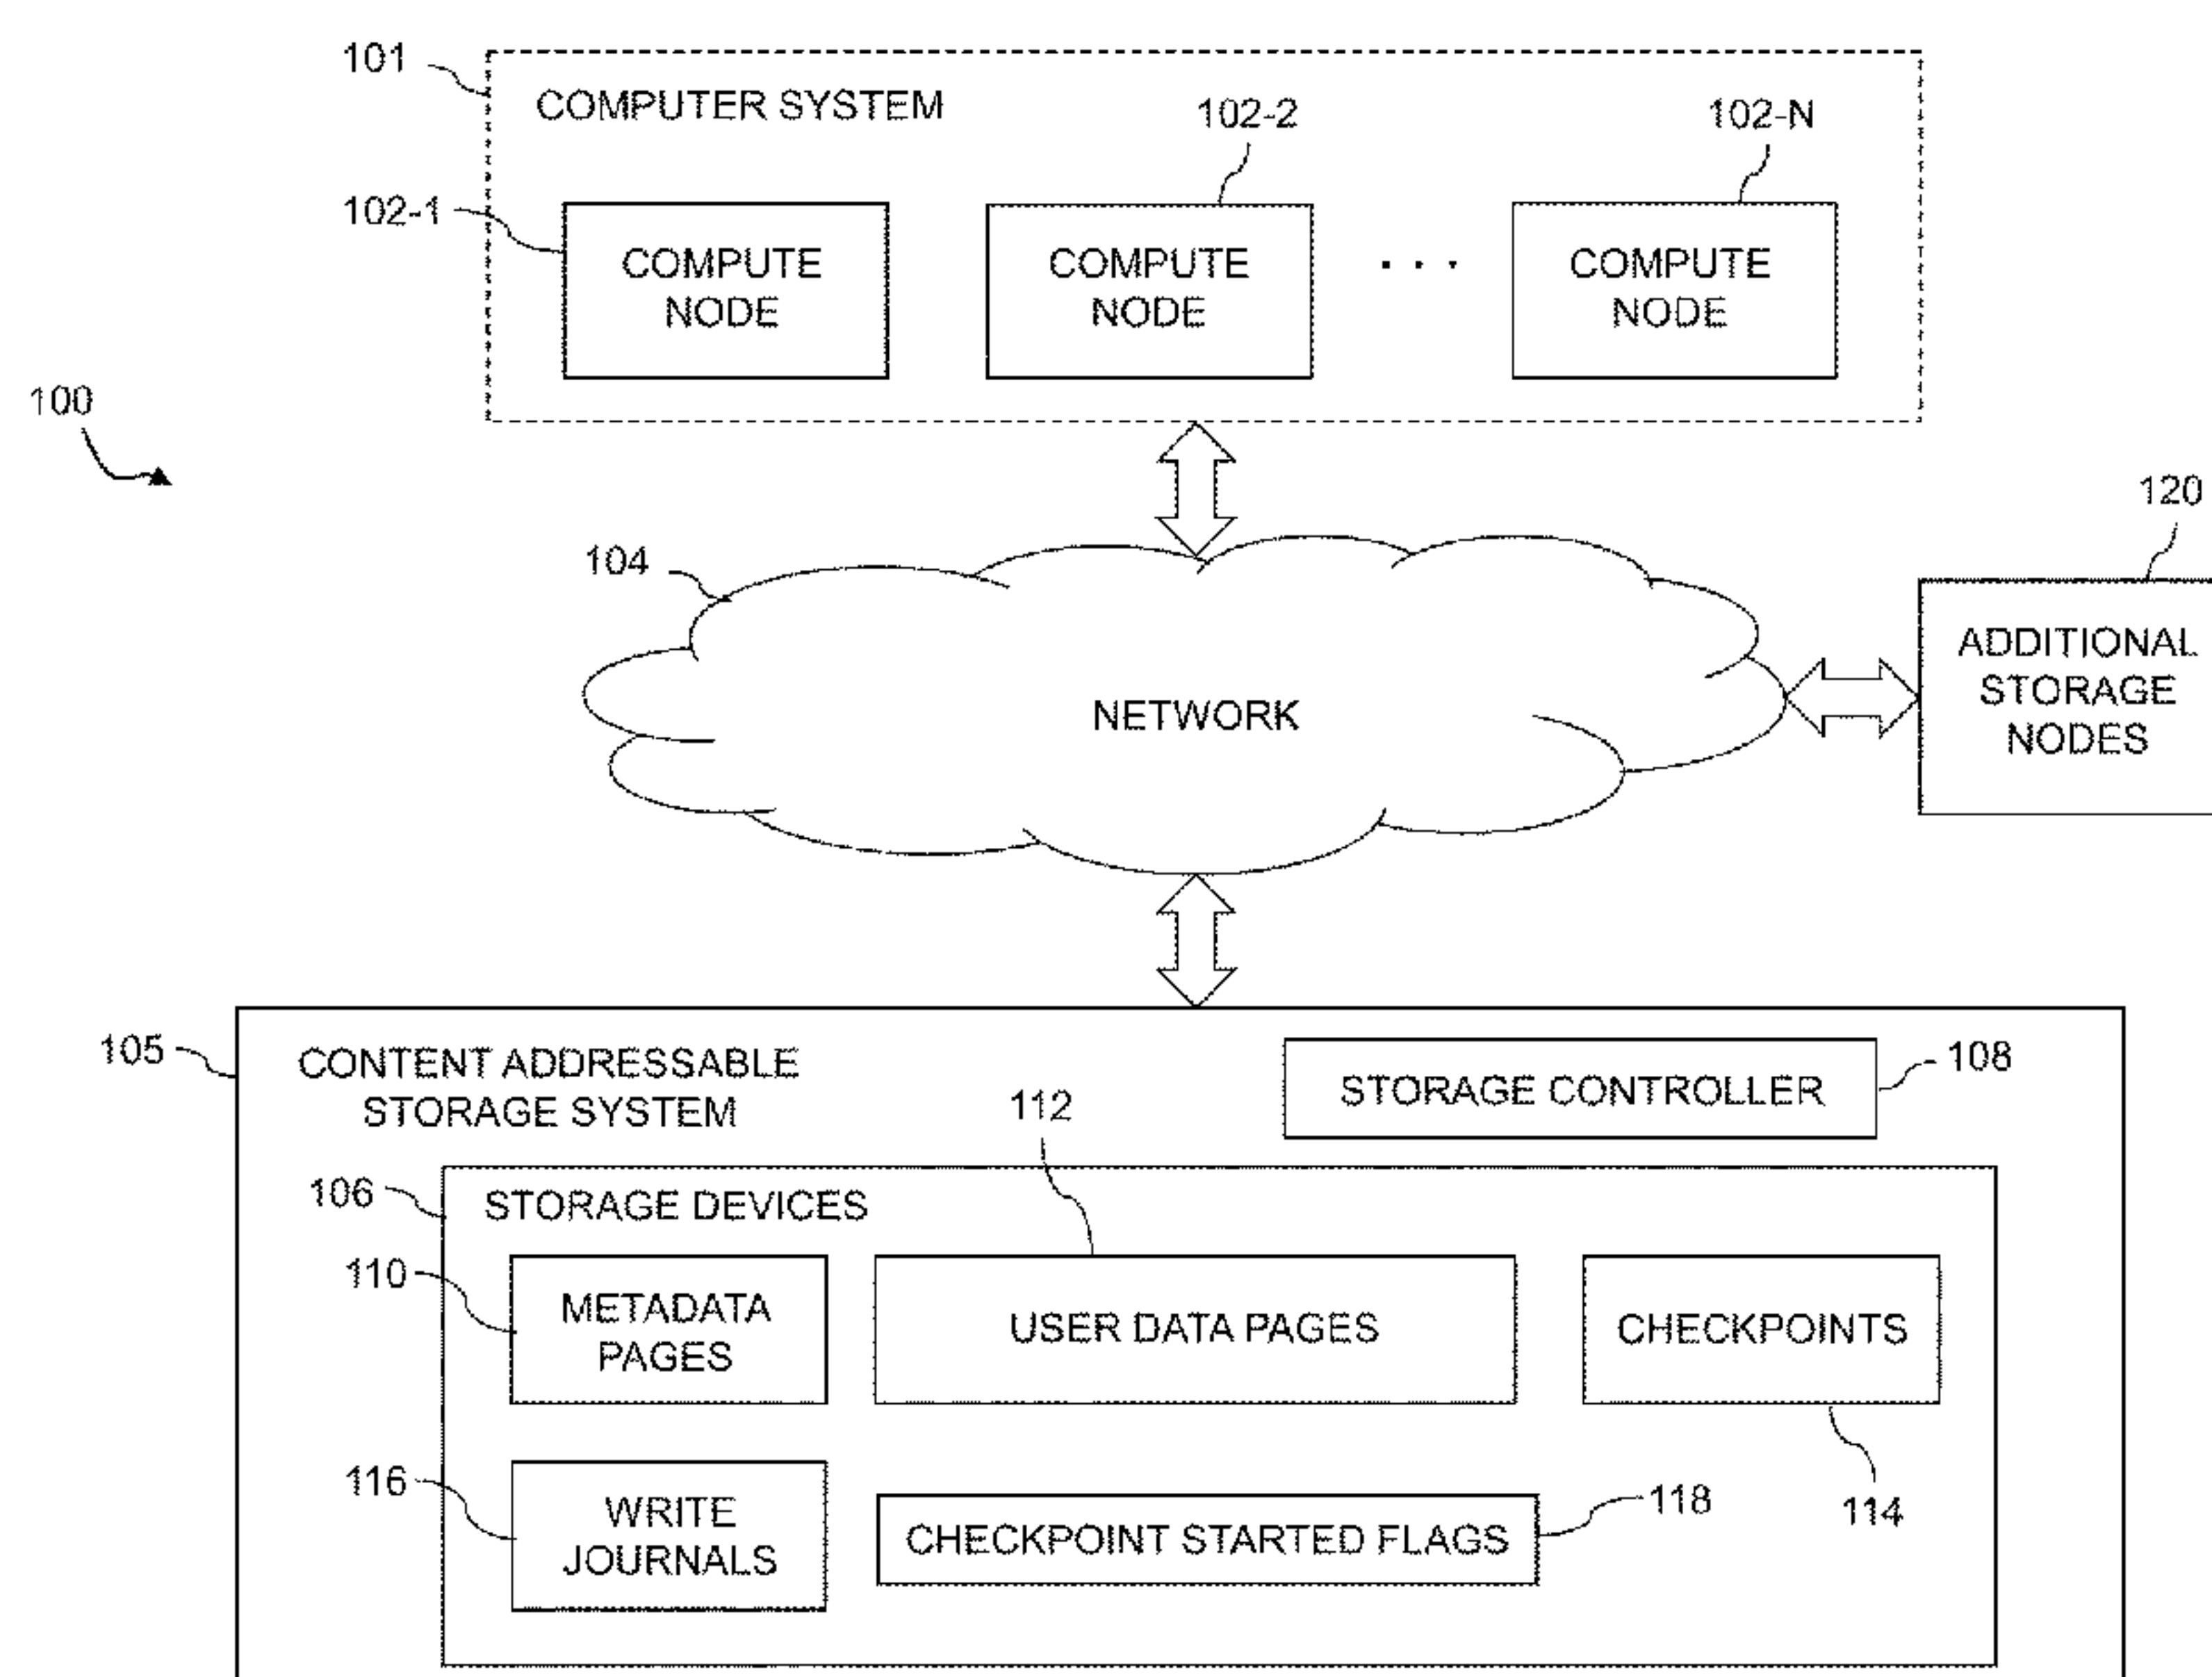 101
COMPUTER SYSTEM
102-2
102-N
102-1
COMPUTE
NODE
COMPUTE
NODE
. . .
COMPUTE
NODE
100
120
104
NETWORK
ADDITIONAL
STORAGE
NODES
105
CONTENT ADDRESSABLE
STORAGE SYSTEM
STORAGE CONTROLLER
108
112
106
STORAGE DEVICES
110
METADATA
PAGES
USER DATA PAGES
CHECKPOINTS
116
WRITE
JOURNALS
CHECKPOINT STARTED FLAGS
118
114